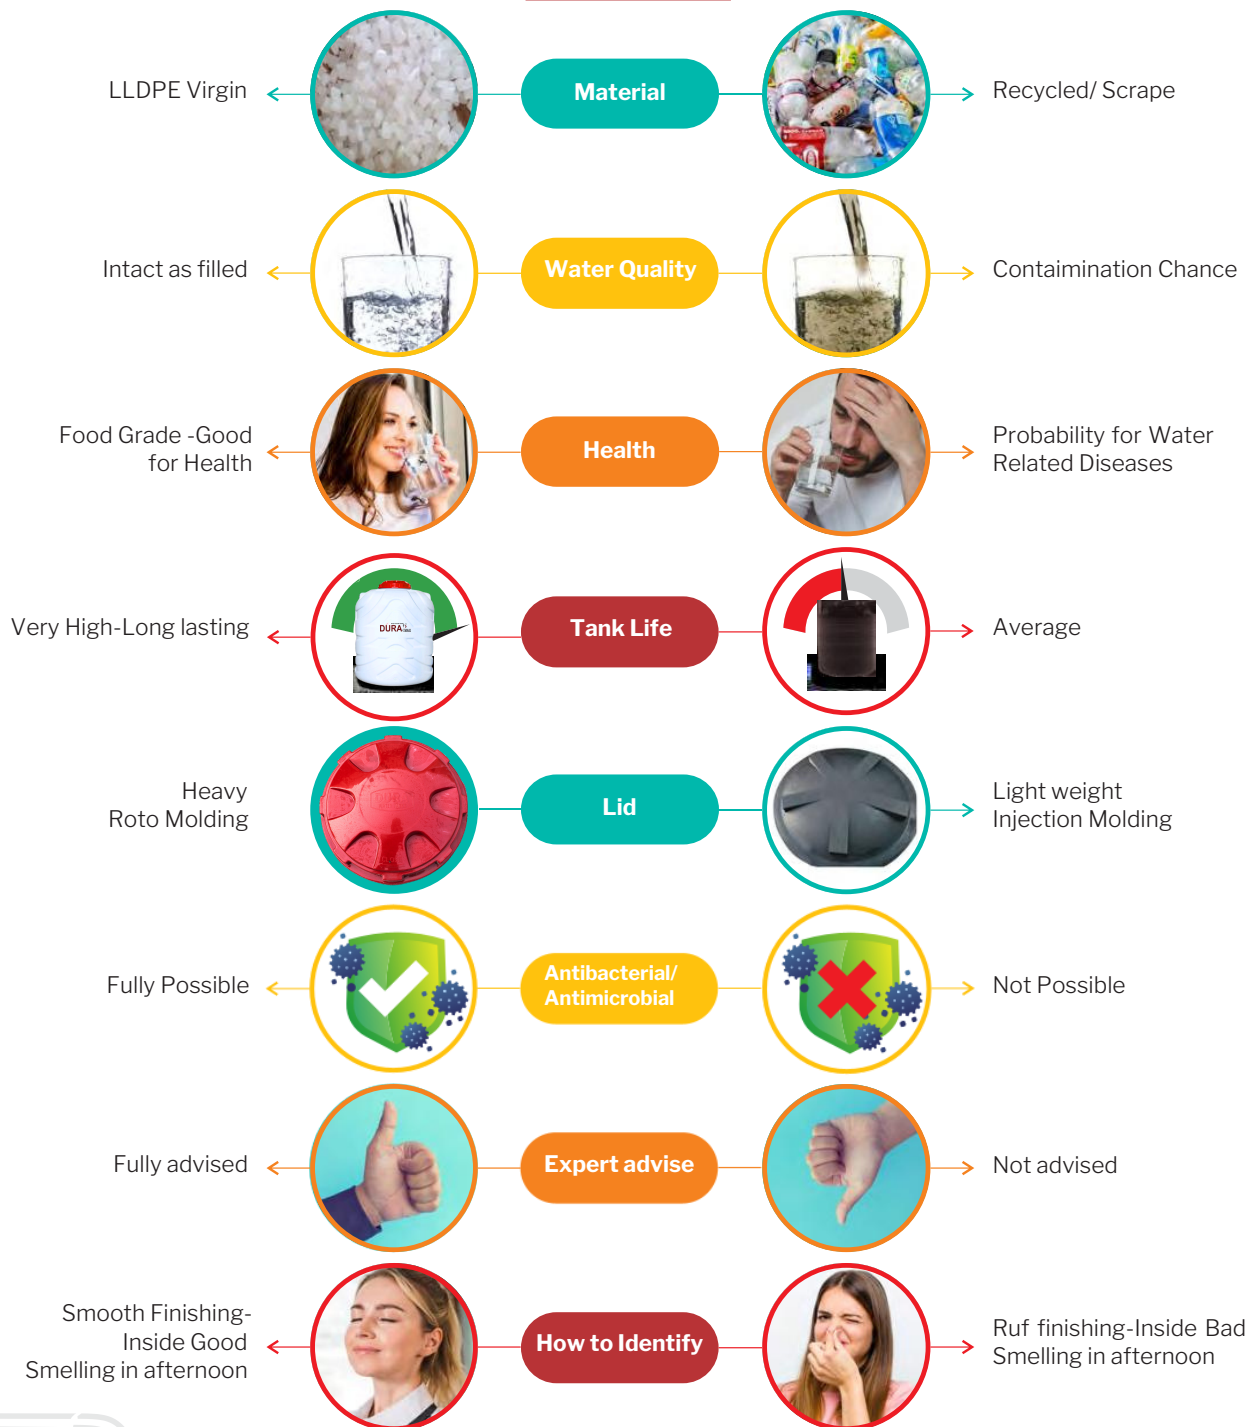 LLDPE Virgin
Material
Recycled/ Scrape
Intact as filled
Water Quality
Contaimination Chance
Food Grade -Good
for Health
Health
Probability for Water
Related Diseases
Very High-Long lasting
DURA
Tank Life
Average
Heavy
Roto Molding
Lid
Light weight
Injection Molding
Fully Possible
Antibacterial/
Antimicrobial
Not Possible
Fully advised
Expert advise
Not advised
Smooth Finishing-
Inside Good
Smelling in afternoon
How to Identify
Ruf finishing-Inside Bad
Smelling in afternoon